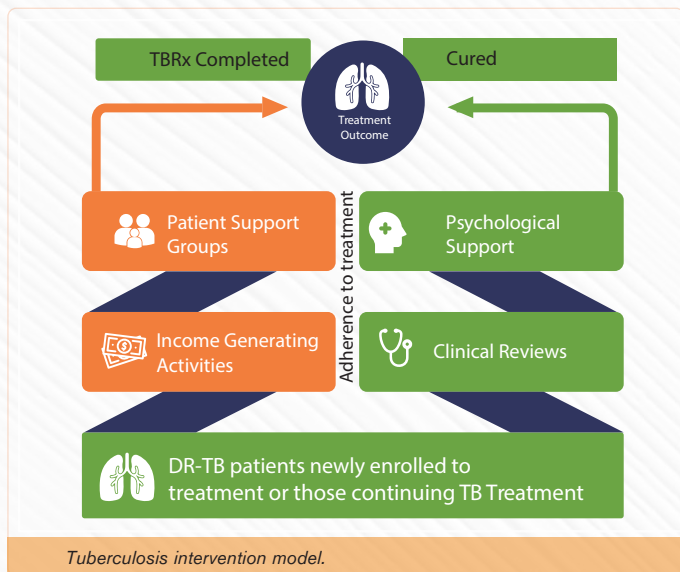 TBRx Completed
Cured
Treatment
Outcome
Patient Support
Groups
Psychological
Support
Adherence to treatment
Income Generating
Activities
Clinical Reviews
DR-TB patients newly enrolled to
treatment or those continuing TB Treatment
Tuberculosis intervention model.